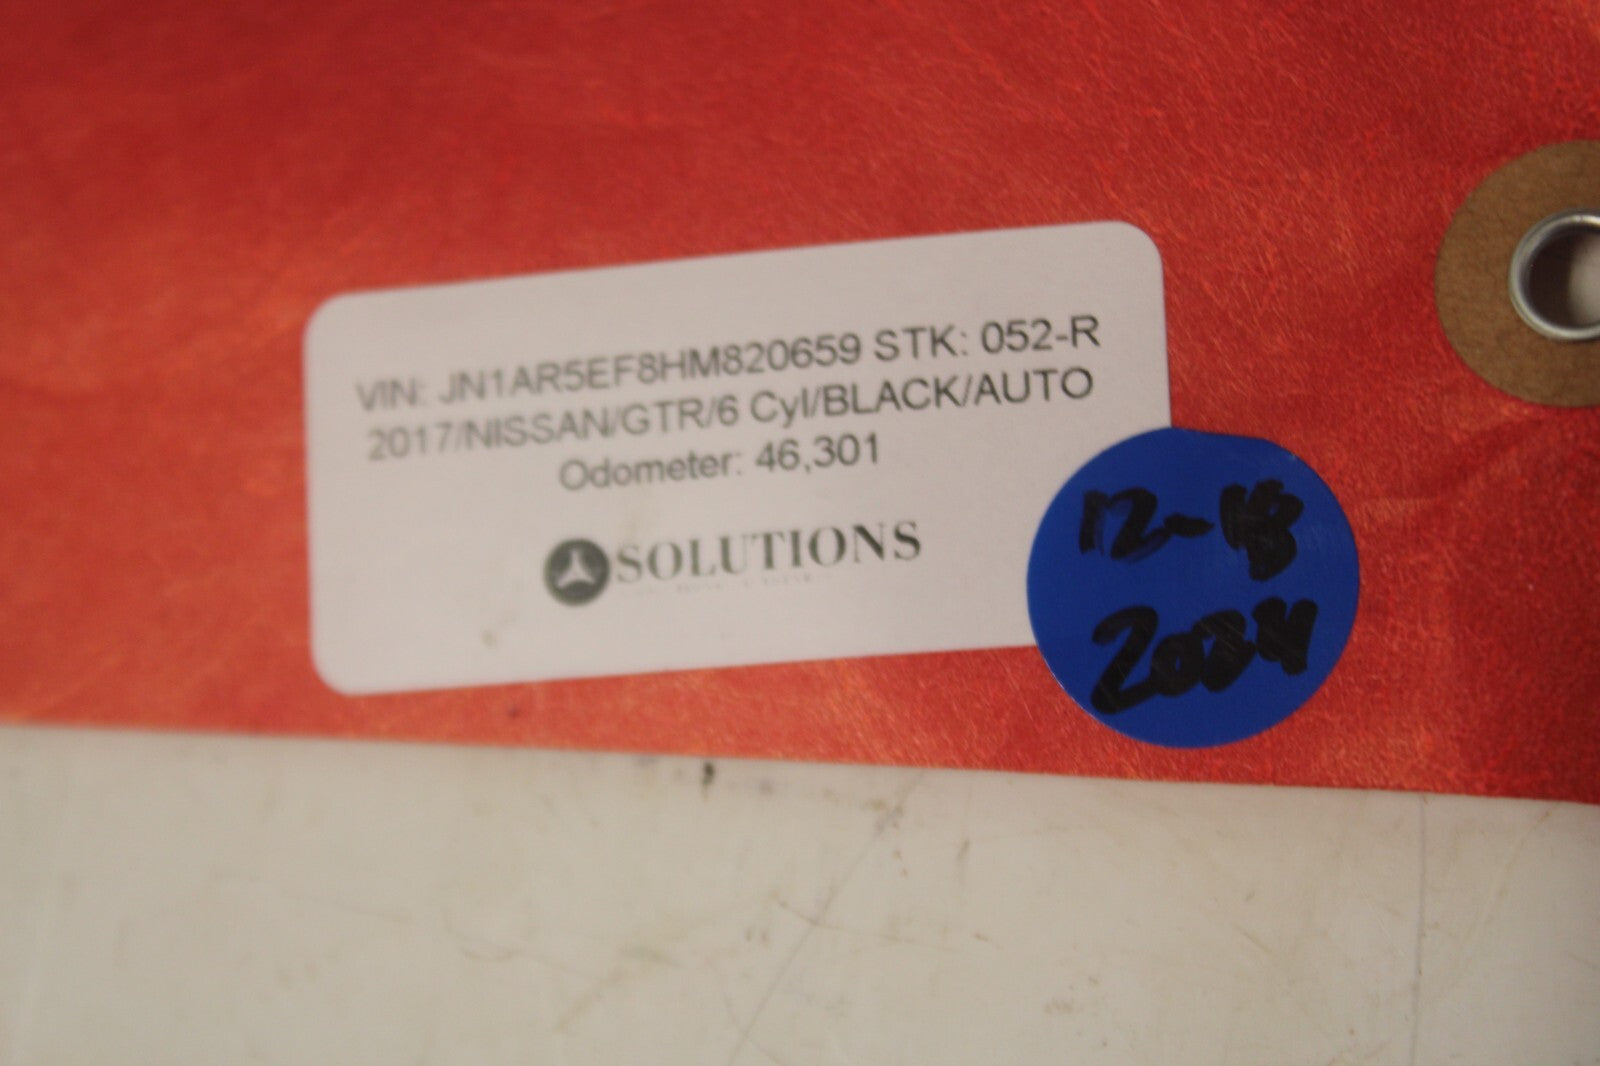 VIN: JN1AR5EF8HM820659 STK: 052-R
2017/NISSAN/GTR/6 Cyl/BLACK/AUTO
Odometer: 46,301
SOLUTIONS
12-18
2024